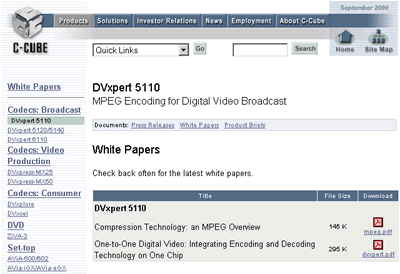 September 2000
Products
Solutions
Investor Relations
News
Employment
About C-Cube
C-CUBE
Quick Links
Go
Search
Home
Site Map
White Papers
Codecs: Broadcast
DVxpert 5110
DVxpert 5120/5140
DVxpert 6110
Codecs: Video
Production
DVxpress-MX25
DVxpress-MX50
Codecs: Consumer
DVxplore
DVxcel
DVD
ZiVA-3
Set-top
AViA-600/602
AViA-iGX/AViA-eGX
DVxpert 5110
MPEG Encoding for Digital Video Broadcast
Documents: Press Releases White Papers Product Briefs
White Papers
Check back often for the latest white papers.
Title File Size Download
DVxpert 5110
Compression Technology: an MPEG Overview 145 K mpeg.pdf
One-to-One Digital Video: Integrating Encoding and Decoding
Technology on One Chip 295 K dvxpert.pdf